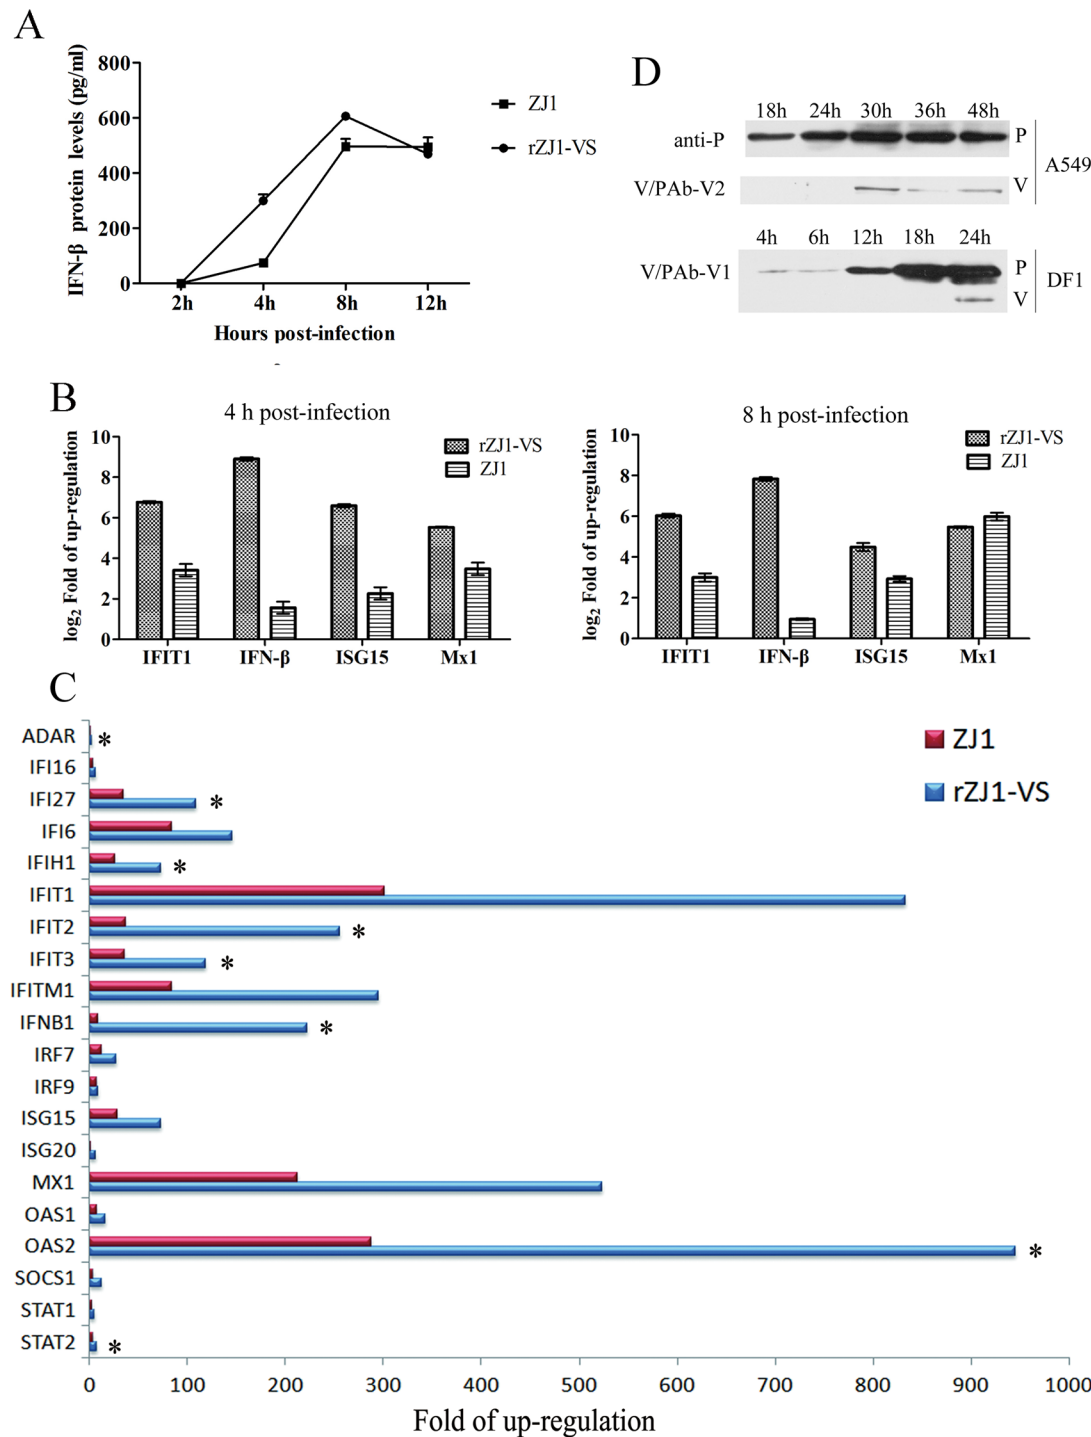 A
800
600
400
200
0
IFN-β protein levels (pg/ml)
2h 4h 8h 12h
Hours post-infection
ZJ1
rZJ1-VS
D
18h 24h 30h 36h 48h
anti-P P
V/PAb-V2 V
A549
4h 6h 12h 18h 24h
V/PAb-V1 P
V
DF1
B
4 h post-infection
10
8
6
4
2
0
log2 Fold of up-regulation
rZJ1-VS
ZJ1
IFIT1 IFN-β ISG15 Mx1
8 h post-infection
10
8
6
4
2
0
log2 Fold of up-regulation
rZJ1-VS
ZJ1
IFIT1 IFN-β ISG15 Mx1
C
ZJ1
rZJ1-VS
ADAR *
IFI16
IFI27 *
IFI6
IFIH1 *
IFIT1
IFIT2 *
IFIT3 *
IFITM1
IFNB1 *
IRF7
IRF9
ISG15
ISG20
MX1
OAS1
OAS2 *
SOCS1
STAT1
STAT2 *
0 100 200 300 400 500 600 700 800 900 1000
Fold of up-regulation